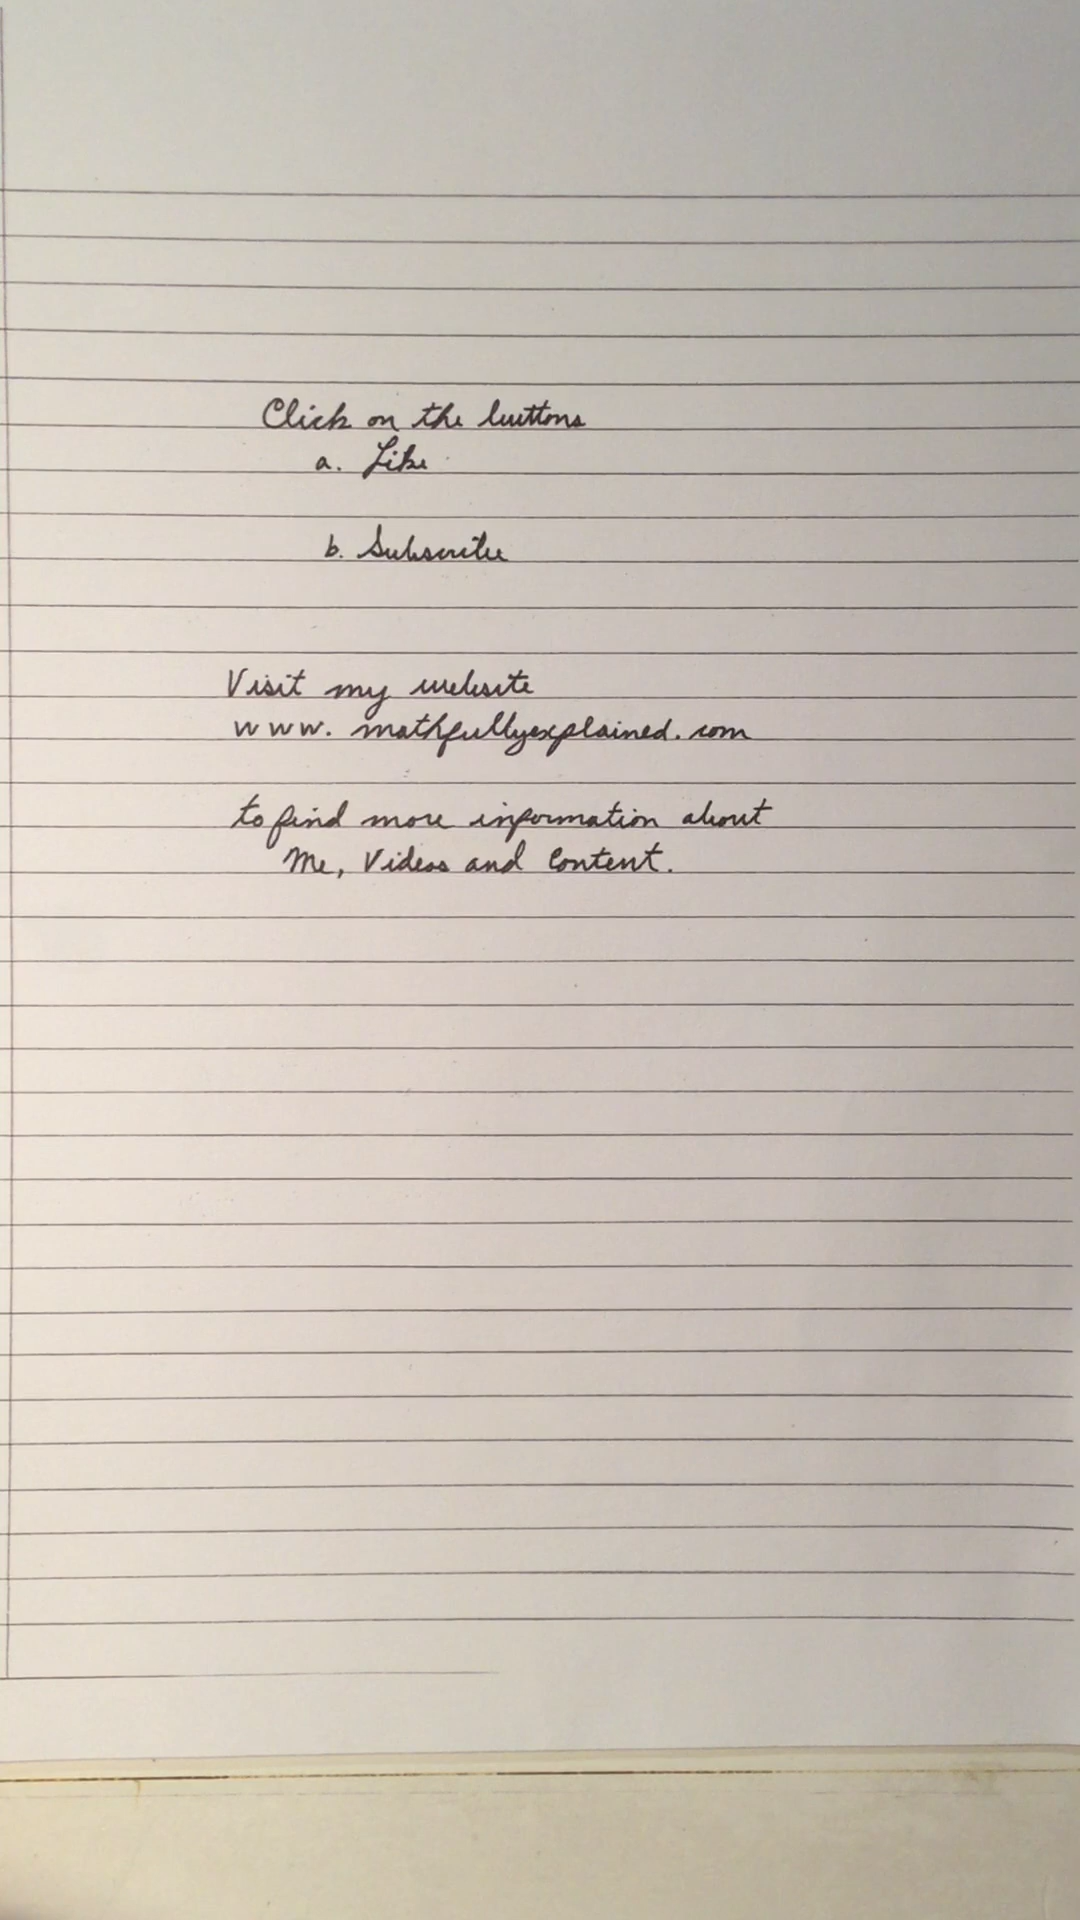 Click on the buttons
a. Like
b. Subscribe
Visit my website
www.mathfullyexplained.com
to find more information about
Me, Videos and Content.